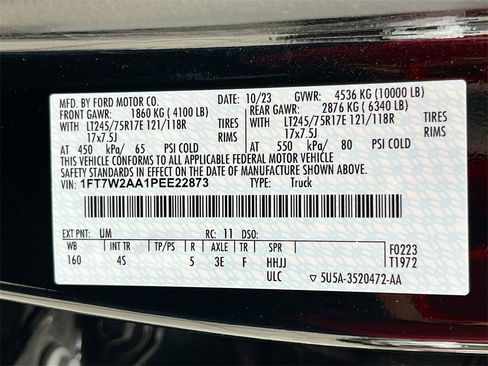 MFD. BY FORD MOTOR CO. 10/23 GVWR: 4536 KG (10000 LB)
FRONT GAWR: 1860 KG ( 4100 LB) REAR GAWR: 2876 KG ( 6340 LB)
WITH LT245/75R17E 121/118R TIRES WITH LT245/75R17E 121/118R TIRES
17x7.5J RIMS 17x7.5J RIMS
AT 450 kPa/ 65 PSI COLD AT 550 kPa/ 80 PSI COLD
THIS VEHICLE CONFORMS TO ALL APPLICABLE FEDERAL MOTOR VEHICLE
SAFETY STANDARDS IN EFFECT ON THE DATE OF MANUFACTURE SHOWN ABOVE.
VIN: 1FT7W2AA1PEE22873 TYPE: Truck
EXT PNT: UM RC: 11 DSO: F0223
WB INT TR TP/PS R AXLE TR SPR T1972
160 4S 5 3E F HHJJ
ULC ▽ 5U5A-3520472-AA